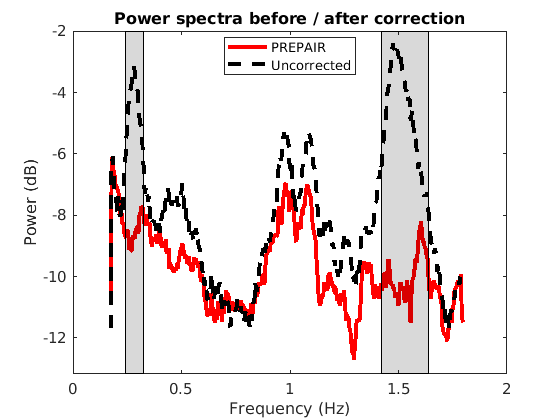 Power spectra before / after correction
PREPAIR
Uncorrected
Power (dB)
-2
-4
-6
-8
-10
-12
0
0.5
1
1.5
2
Frequency (Hz)